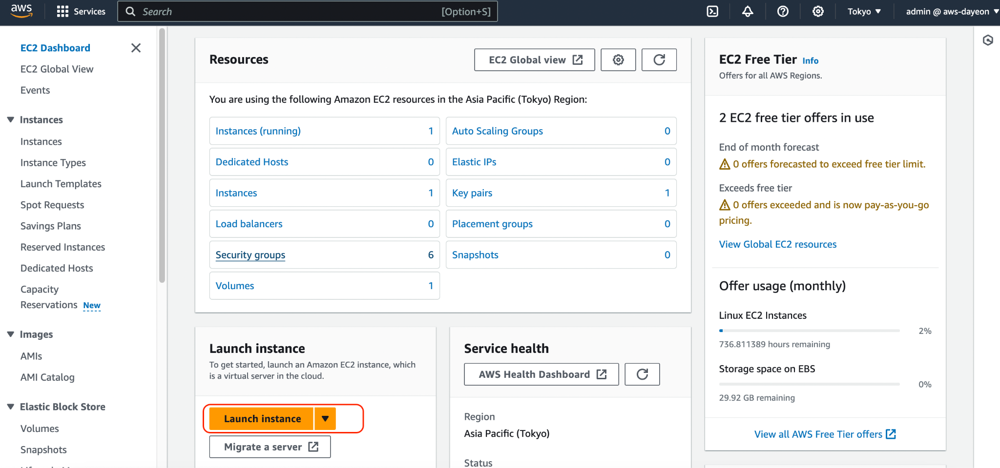 aws
Services
Search
[Option+S]
Tokyo
admin @ aws-dayeon
EC2 Dashboard
EC2 Global View
Events
Instances
Instances
Instance Types
Launch Templates
Spot Requests
Savings Plans
Reserved Instances
Dedicated Hosts
Capacity
Reservations New
Images
AMIs
AMI Catalog
Elastic Block Store
Volumes
Snapshots
Resources
EC2 Global view
You are using the following Amazon EC2 resources in the Asia Pacific (Tokyo) Region:
Instances (running) 1
Auto Scaling Groups 0
Dedicated Hosts 0
Elastic IPs 0
Instances 1
Key pairs 1
Load balancers 0
Placement groups 0
Security groups 6
Snapshots 0
Volumes 1
Launch instance
To get started, launch an Amazon EC2 instance, which
is a virtual server in the cloud.
Launch instance
Migrate a server
Service health
AWS Health Dashboard
Region
Asia Pacific (Tokyo)
Status
EC2 Free Tier Info
Offers for all AWS Regions.
2 EC2 free tier offers in use
End of month forecast
0 offers forecasted to exceed free tier limit.
Exceeds free tier
0 offers exceeded and is now pay-as-you-go
pricing.
View Global EC2 resources
Offer usage (monthly)
Linux EC2 Instances
2%
736.811389 hours remaining
Storage space on EBS
0%
29.92 GB remaining
View all AWS Free Tier offers